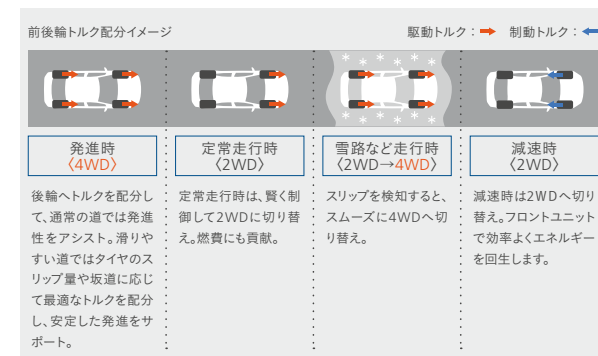 前後輪トルク配分イメージ
駆動トルク： 制動トルク：
発進時
〈4WD〉
後輪へトルクを配分し
て、通常の道では発進
性をアシスト。滑りや
すい道ではタイヤのス
リップ量や坂道に応じ
て最適なトルクを配分
し、安定した発進をサ
ポート。
定常走行時
〈2WD〉
定常走行時は、賢く制
御して2WDに切り替
え。燃費にも貢献。
雪路など走行時
〈2WD→4WD〉
スリップを検知すると、
スムーズに4WDへ切
り替え。
減速時
〈2WD〉
減速時は2WDへ切り
替え。フロントユニット
で効率よくエネルギー
を回生します。